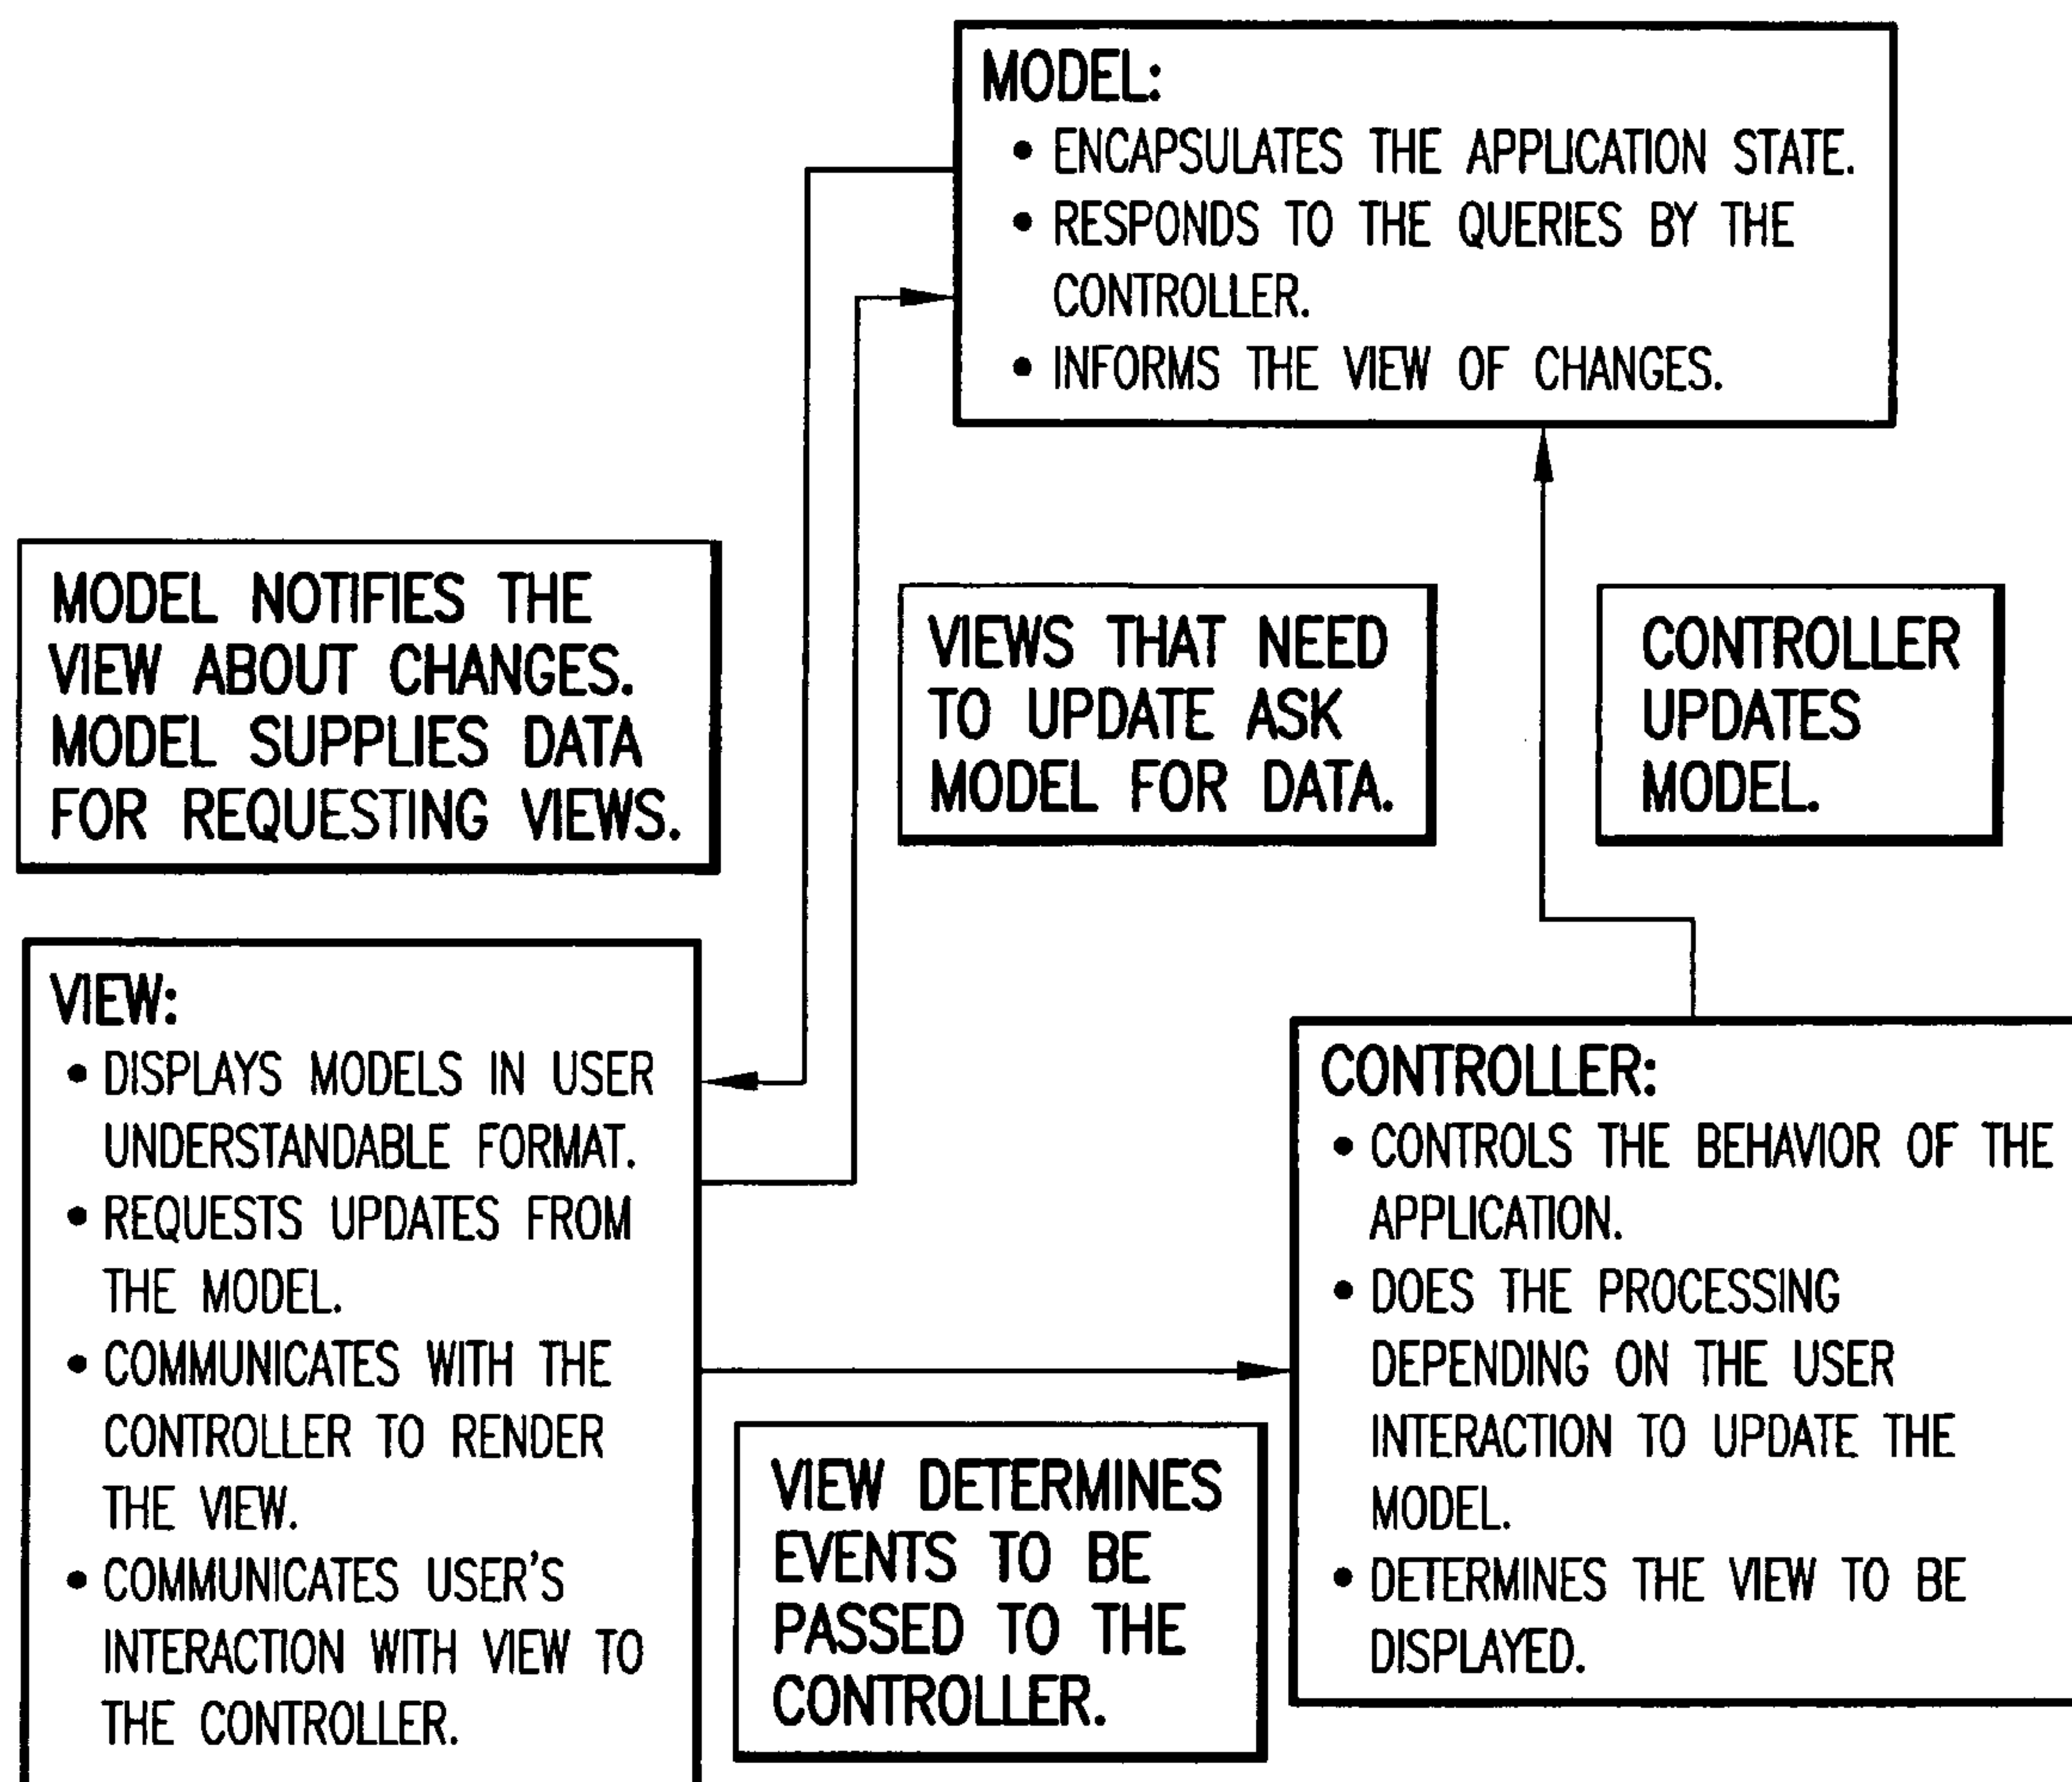 MODEL:
• ENCAPSULATES THE APPLICATION STATE.
• RESPONDS TO THE QUERIES BY THE
CONTROLLER.
• INFORMS THE VIEW OF CHANGES.
MODEL NOTIFIES THE
VIEW ABOUT CHANGES.
MODEL SUPPLIES DATA
FOR REQUESTING VIEWS.
VIEWS THAT NEED
TO UPDATE ASK
MODEL FOR DATA.
CONTROLLER
UPDATES
MODEL.
VIEW:
• DISPLAYS MODELS IN USER
UNDERSTANDABLE FORMAT.
• REQUESTS UPDATES FROM
THE MODEL.
• COMMUNICATES WITH THE
CONTROLLER TO RENDER
THE VIEW.
• COMMUNICATES USER'S
INTERACTION WITH VIEW TO
THE CONTROLLER.
VIEW DETERMINES
EVENTS TO BE
PASSED TO THE
CONTROLLER.
CONTROLLER:
• CONTROLS THE BEHAVIOR OF THE
APPLICATION.
• DOES THE PROCESSING
DEPENDING ON THE USER
INTERACTION TO UPDATE THE
MODEL.
• DETERMINES THE VIEW TO BE
DISPLAYED.